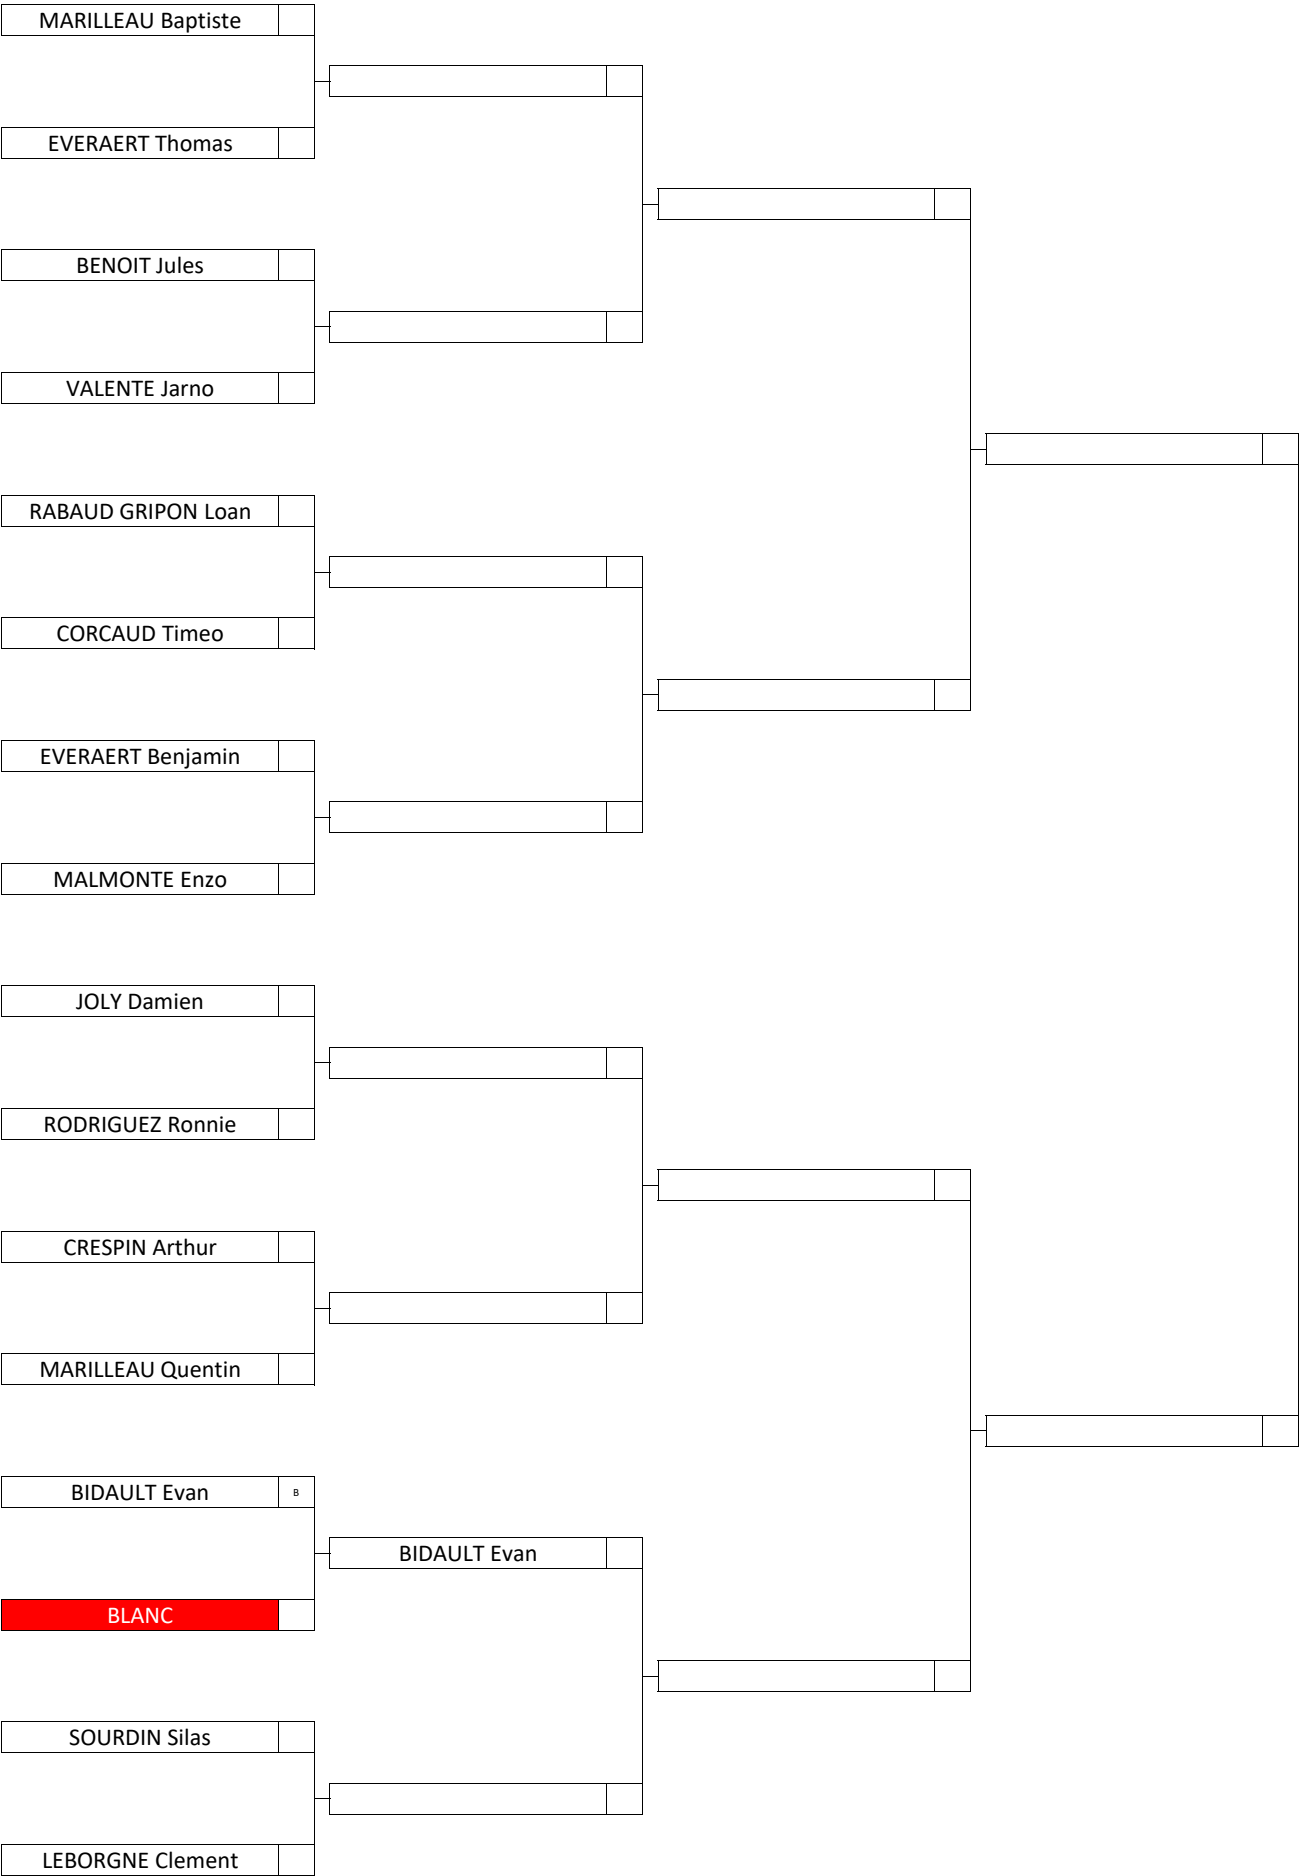 MARILLEAU Baptiste
EVERAERT Thomas
BENOIT Jules
VALENTE Jarno
RABAUD GRIPON Loan
CORCAUD Timeo
EVERAERT Benjamin
MALMONTE Enzo
JOLY Damien
RODRIGUEZ Ronnie
CRESPIN Arthur
MARILLEAU Quentin
BIDAULT Evan B
BIDAULT Evan
BLANC
SOURDIN Silas
LEBORGNE Clement